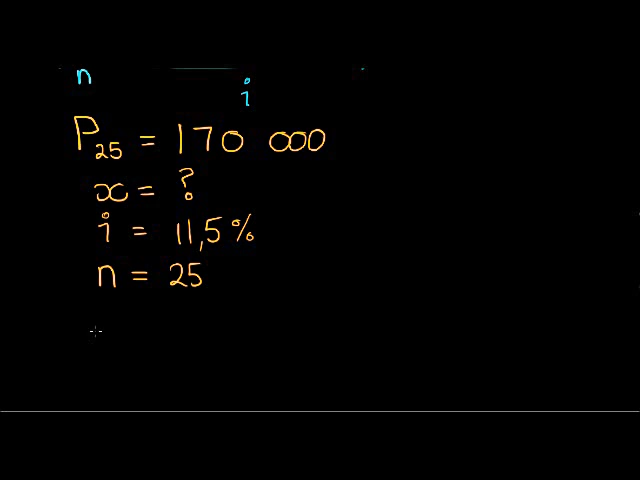 n
i
P25 = 170 000
x = ?
i = 11,5%
n = 25